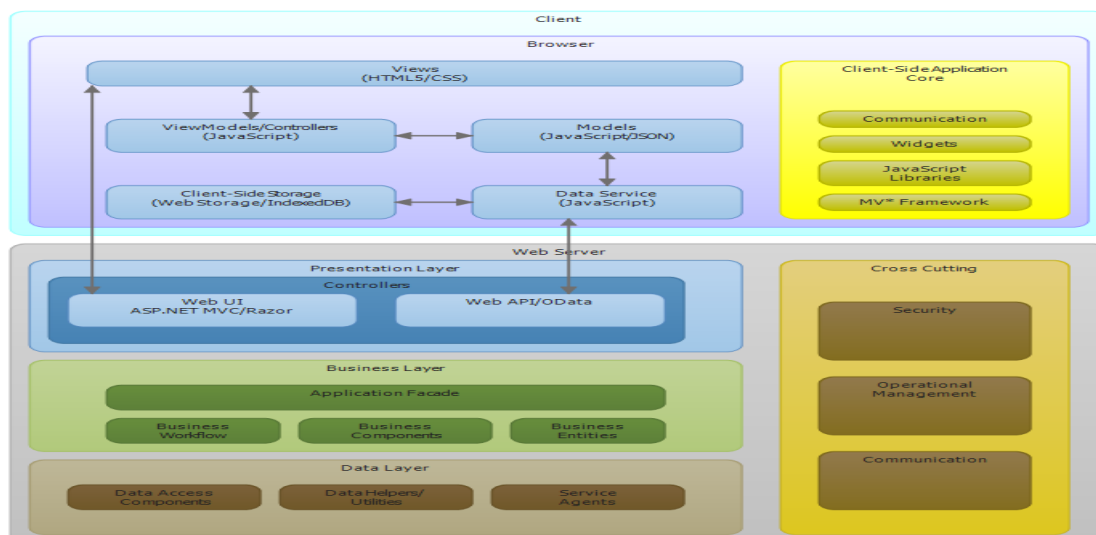 Client
Browser
Views
(HTML5/CSS)
ViewModels/Controllers
(JavaScript)
Models
(JavaScript/JSON)
Client-Side Storage
(Web Storage/IndexedDB)
Data Service
(JavaScript)
Client-Side Application
Core
Communication
Widgets
JavaScript
Libraries
MV* Framework
Web Server
Presentation Layer
Controllers
Web UI
ASP.NET MVC/Razor
Web API/OData
Business Layer
Application Facade
Business
Workflow
Business
Components
Business
Entities
Data Layer
Data Access
Components
Data Helpers/
Utilities
Service
Agents
Cross Cutting
Security
Operational
Management
Communication